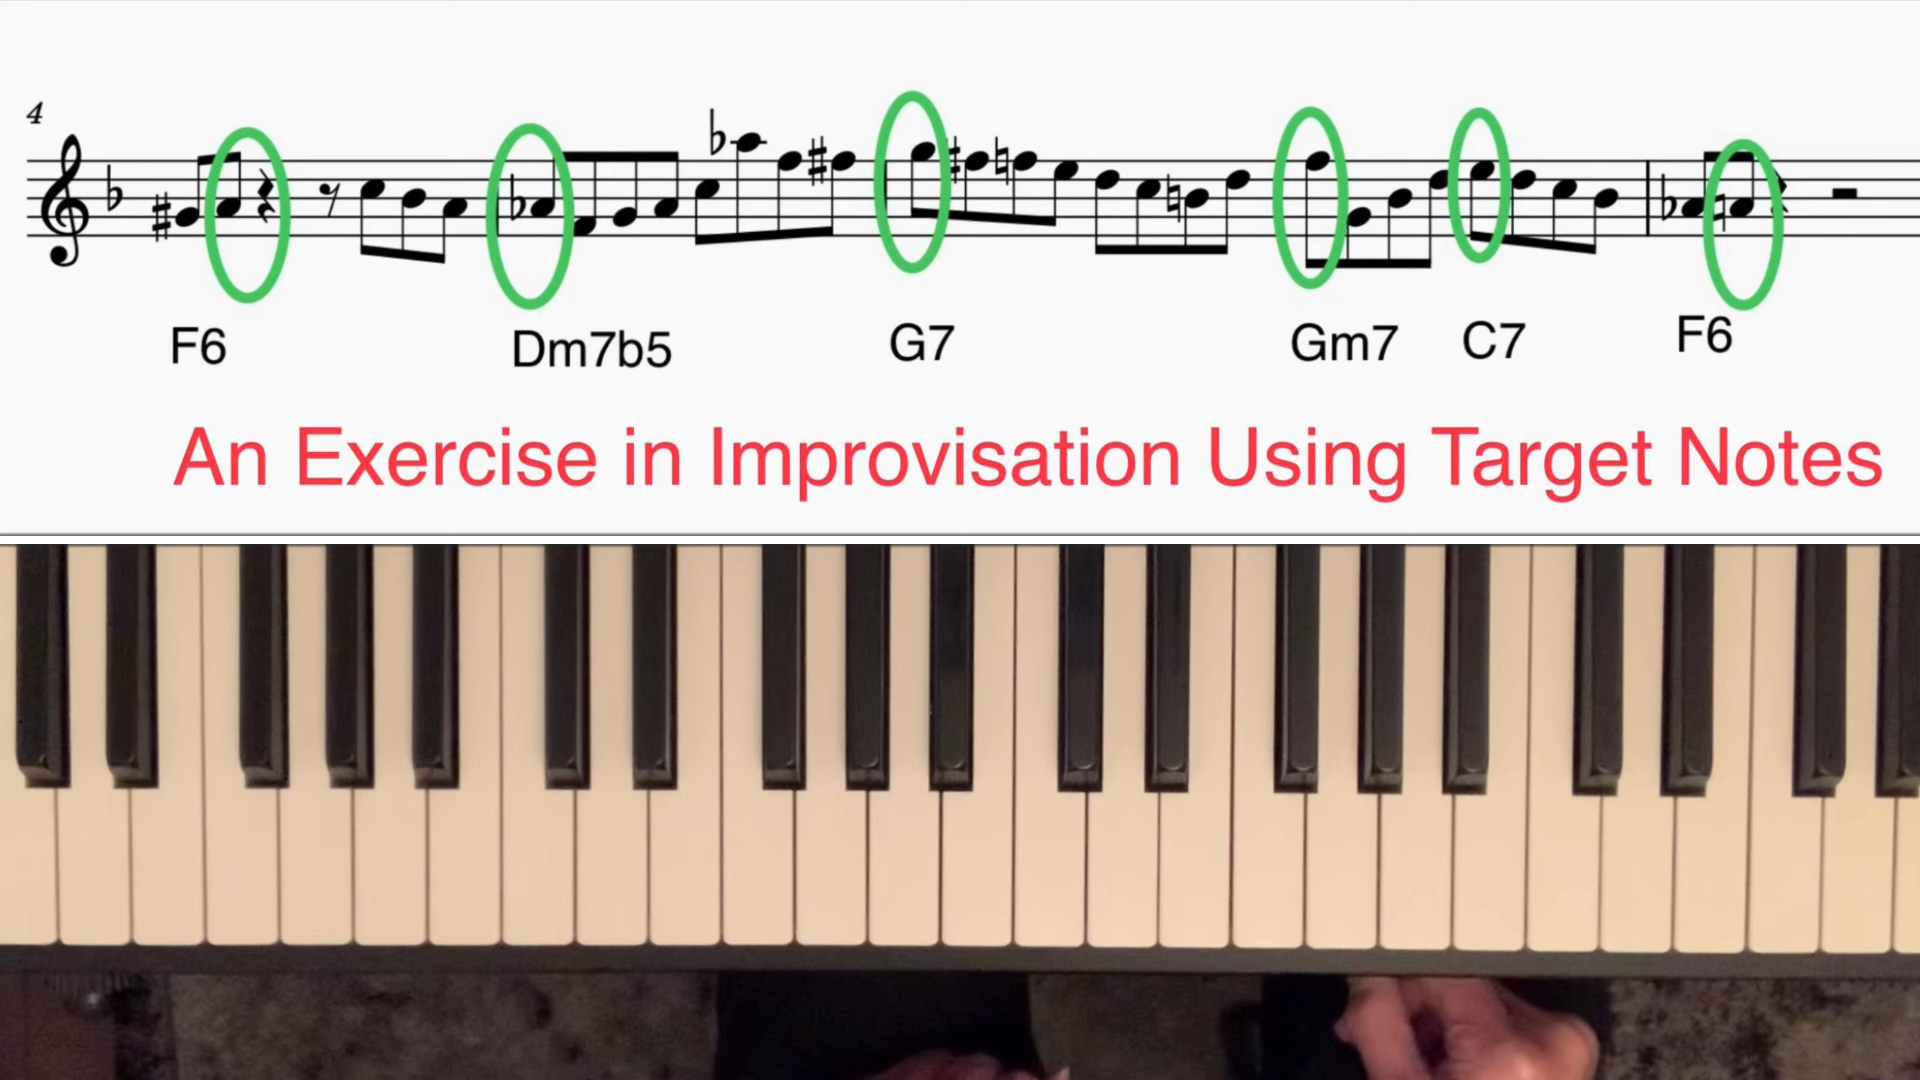 4
F6 Dm7b5 G7 Gm7 C7 F6
An Exercise in Improvisation Using Target Notes